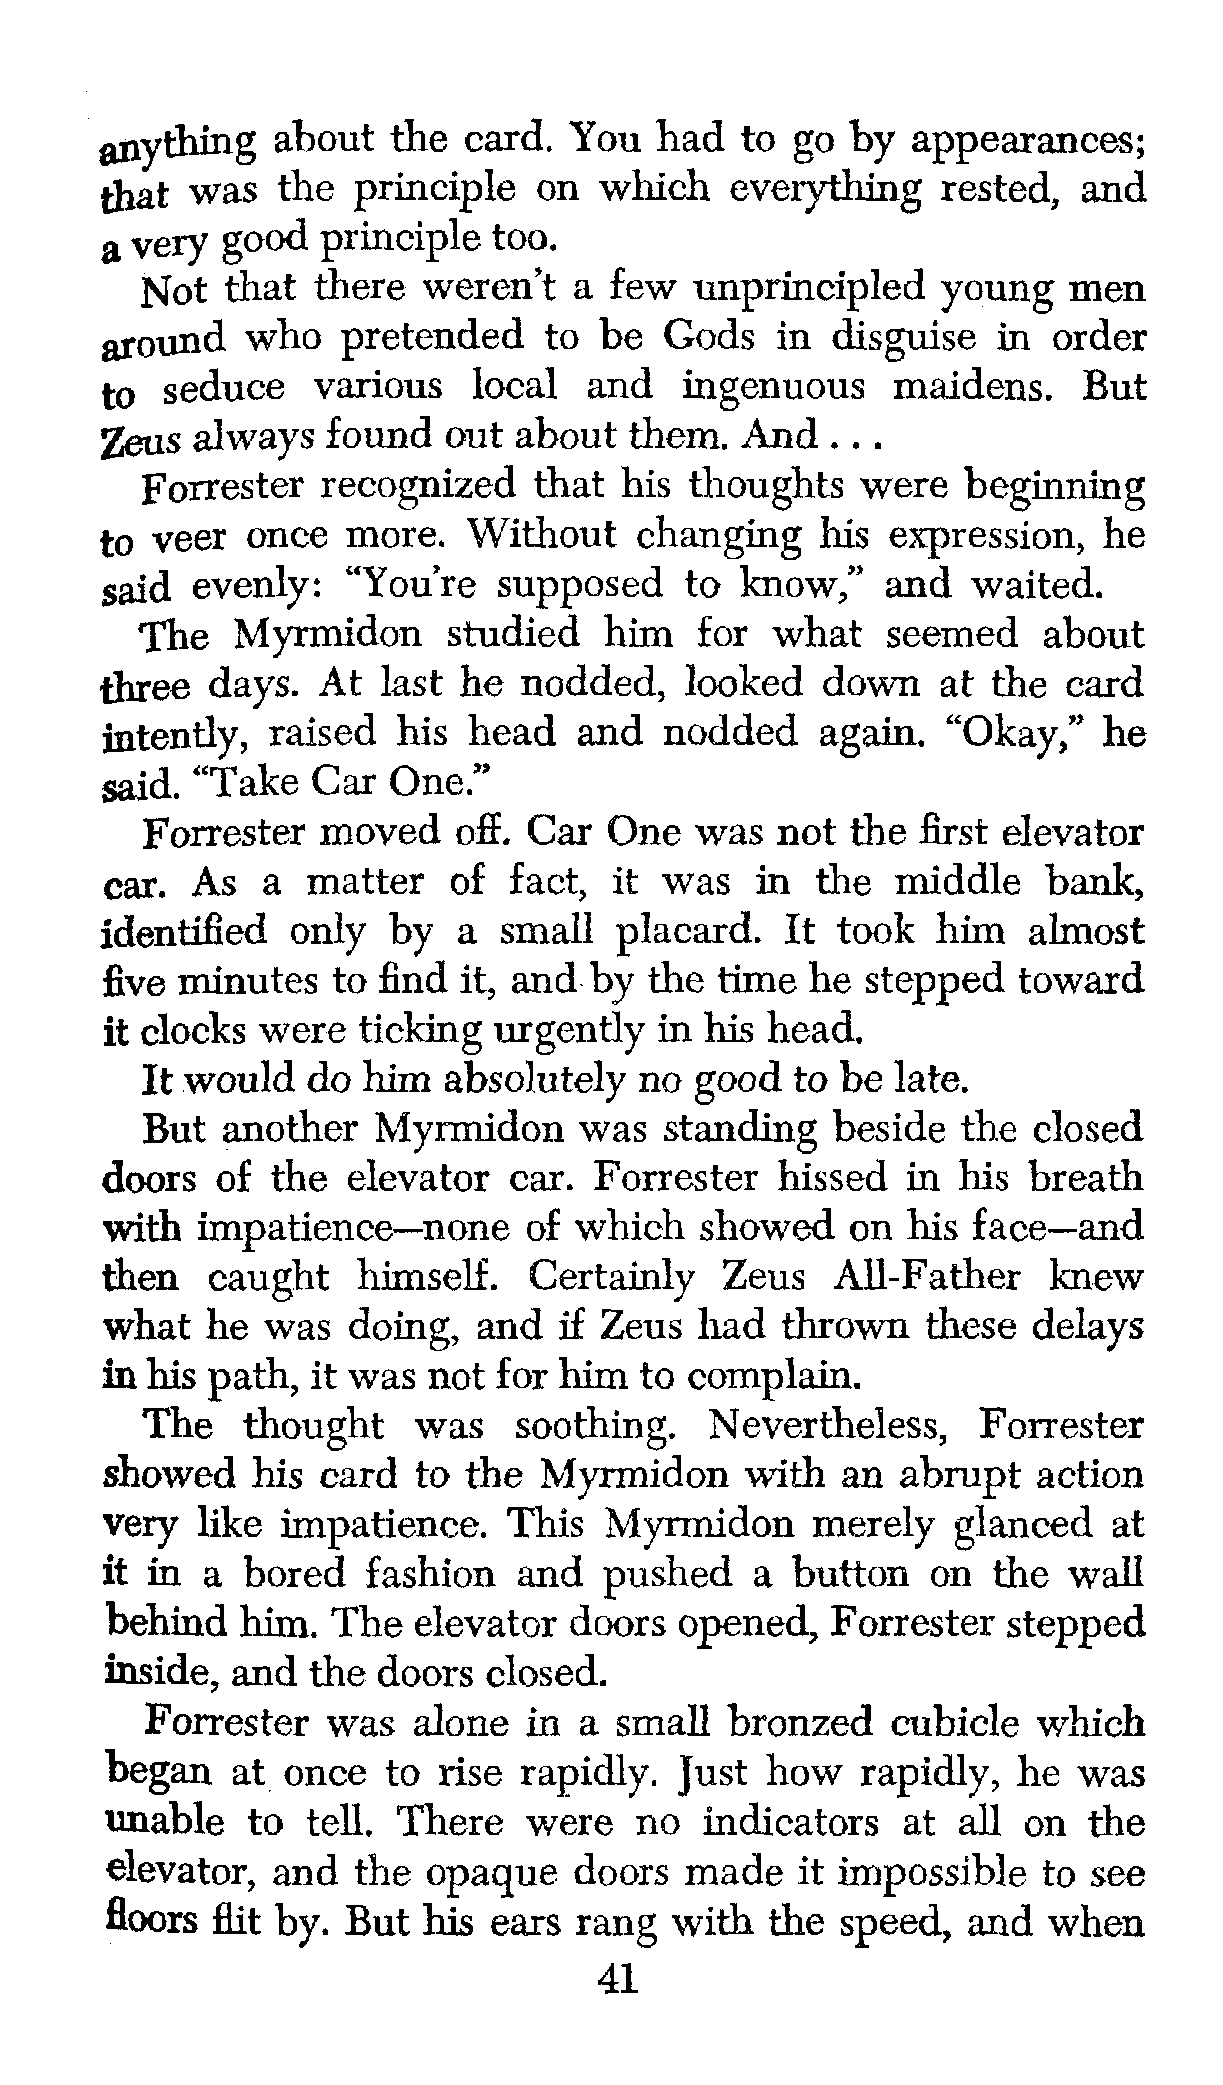 anything about the card. You had to go by appearances;
that was the principle on which everything rested, and
a very good principle too.
Not that there weren't a few unprincipled young men
around who pretended to be Gods in disguise in order
to seduce various local and ingenuous maidens. But
Zeus always found out about them. And . . .
Forrester recognized that his thoughts were beginning
to veer once more. Without changing his expression, he
said evenly: “You're supposed to know,” and waited.
The Myrmidon studied him for what seemed about
three days. At last he nodded, looked down at the card
intently, raised his head and nodded again. “Okay,” he
said. “Take Car One.”
Forrester moved off. Car One was not the first elevator
car. As a matter of fact, it was in the middle bank,
identified only by a small placard. It took him almost
five minutes to find it, and by the time he stepped toward
it clocks were ticking urgently in his head.
It would do him absolutely no good to be late.
But another Myrmidon was standing beside the closed
doors of the elevator car. Forrester hissed in his breath
with impatience—none of which showed on his face—and
then caught himself. Certainly Zeus All-Father knew
what he was doing, and if Zeus had thrown these delays
in his path, it was not for him to complain.
The thought was soothing. Nevertheless, Forrester
showed his card to the Myrmidon with an abrupt action
very like impatience. This Myrmidon merely glanced at
it in a bored fashion and pushed a button on the wall
behind him. The elevator doors opened, Forrester stepped
inside, and the doors closed.
Forrester was alone in a small bronzed cubicle which
began at once to rise rapidly. Just how rapidly, he was
unable to tell. There were no indicators at all on the
elevator, and the opaque doors made it impossible to see
floors flit by. But his ears rang with the speed, and when
41